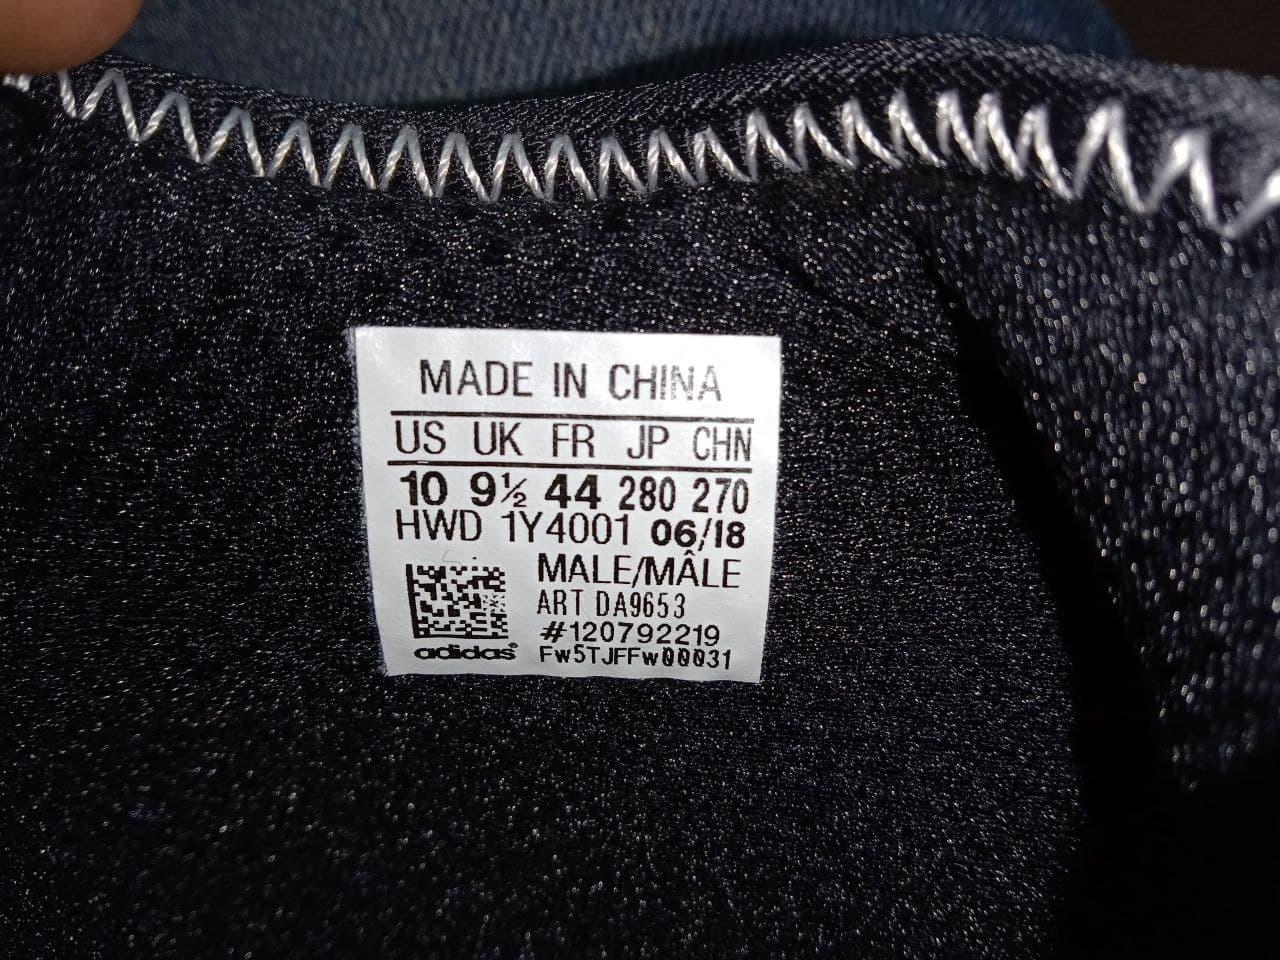 MADE IN CHINA
US UK FR JP CHN
10 9½ 44 280 270
HWD 1Y4001 06/18
MALE/MÂLE
ART DA9653
#120792219
adidas®
Fw5TJFFw00031